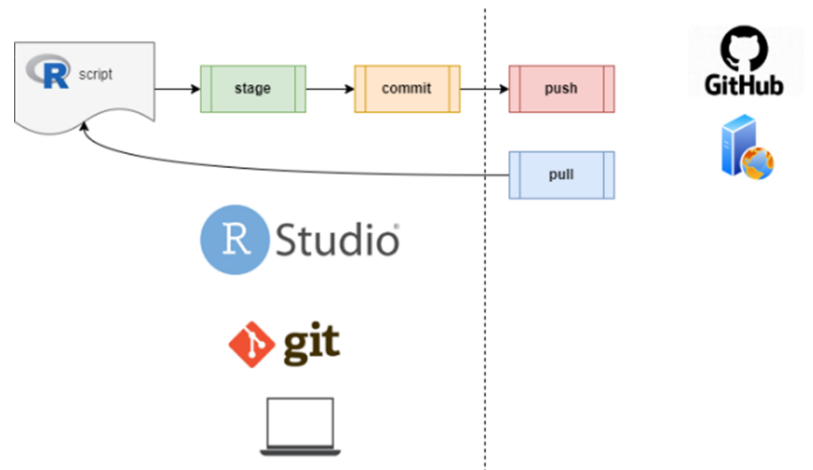 R script
stage
commit
push
GitHub
pull
R Studio®
git